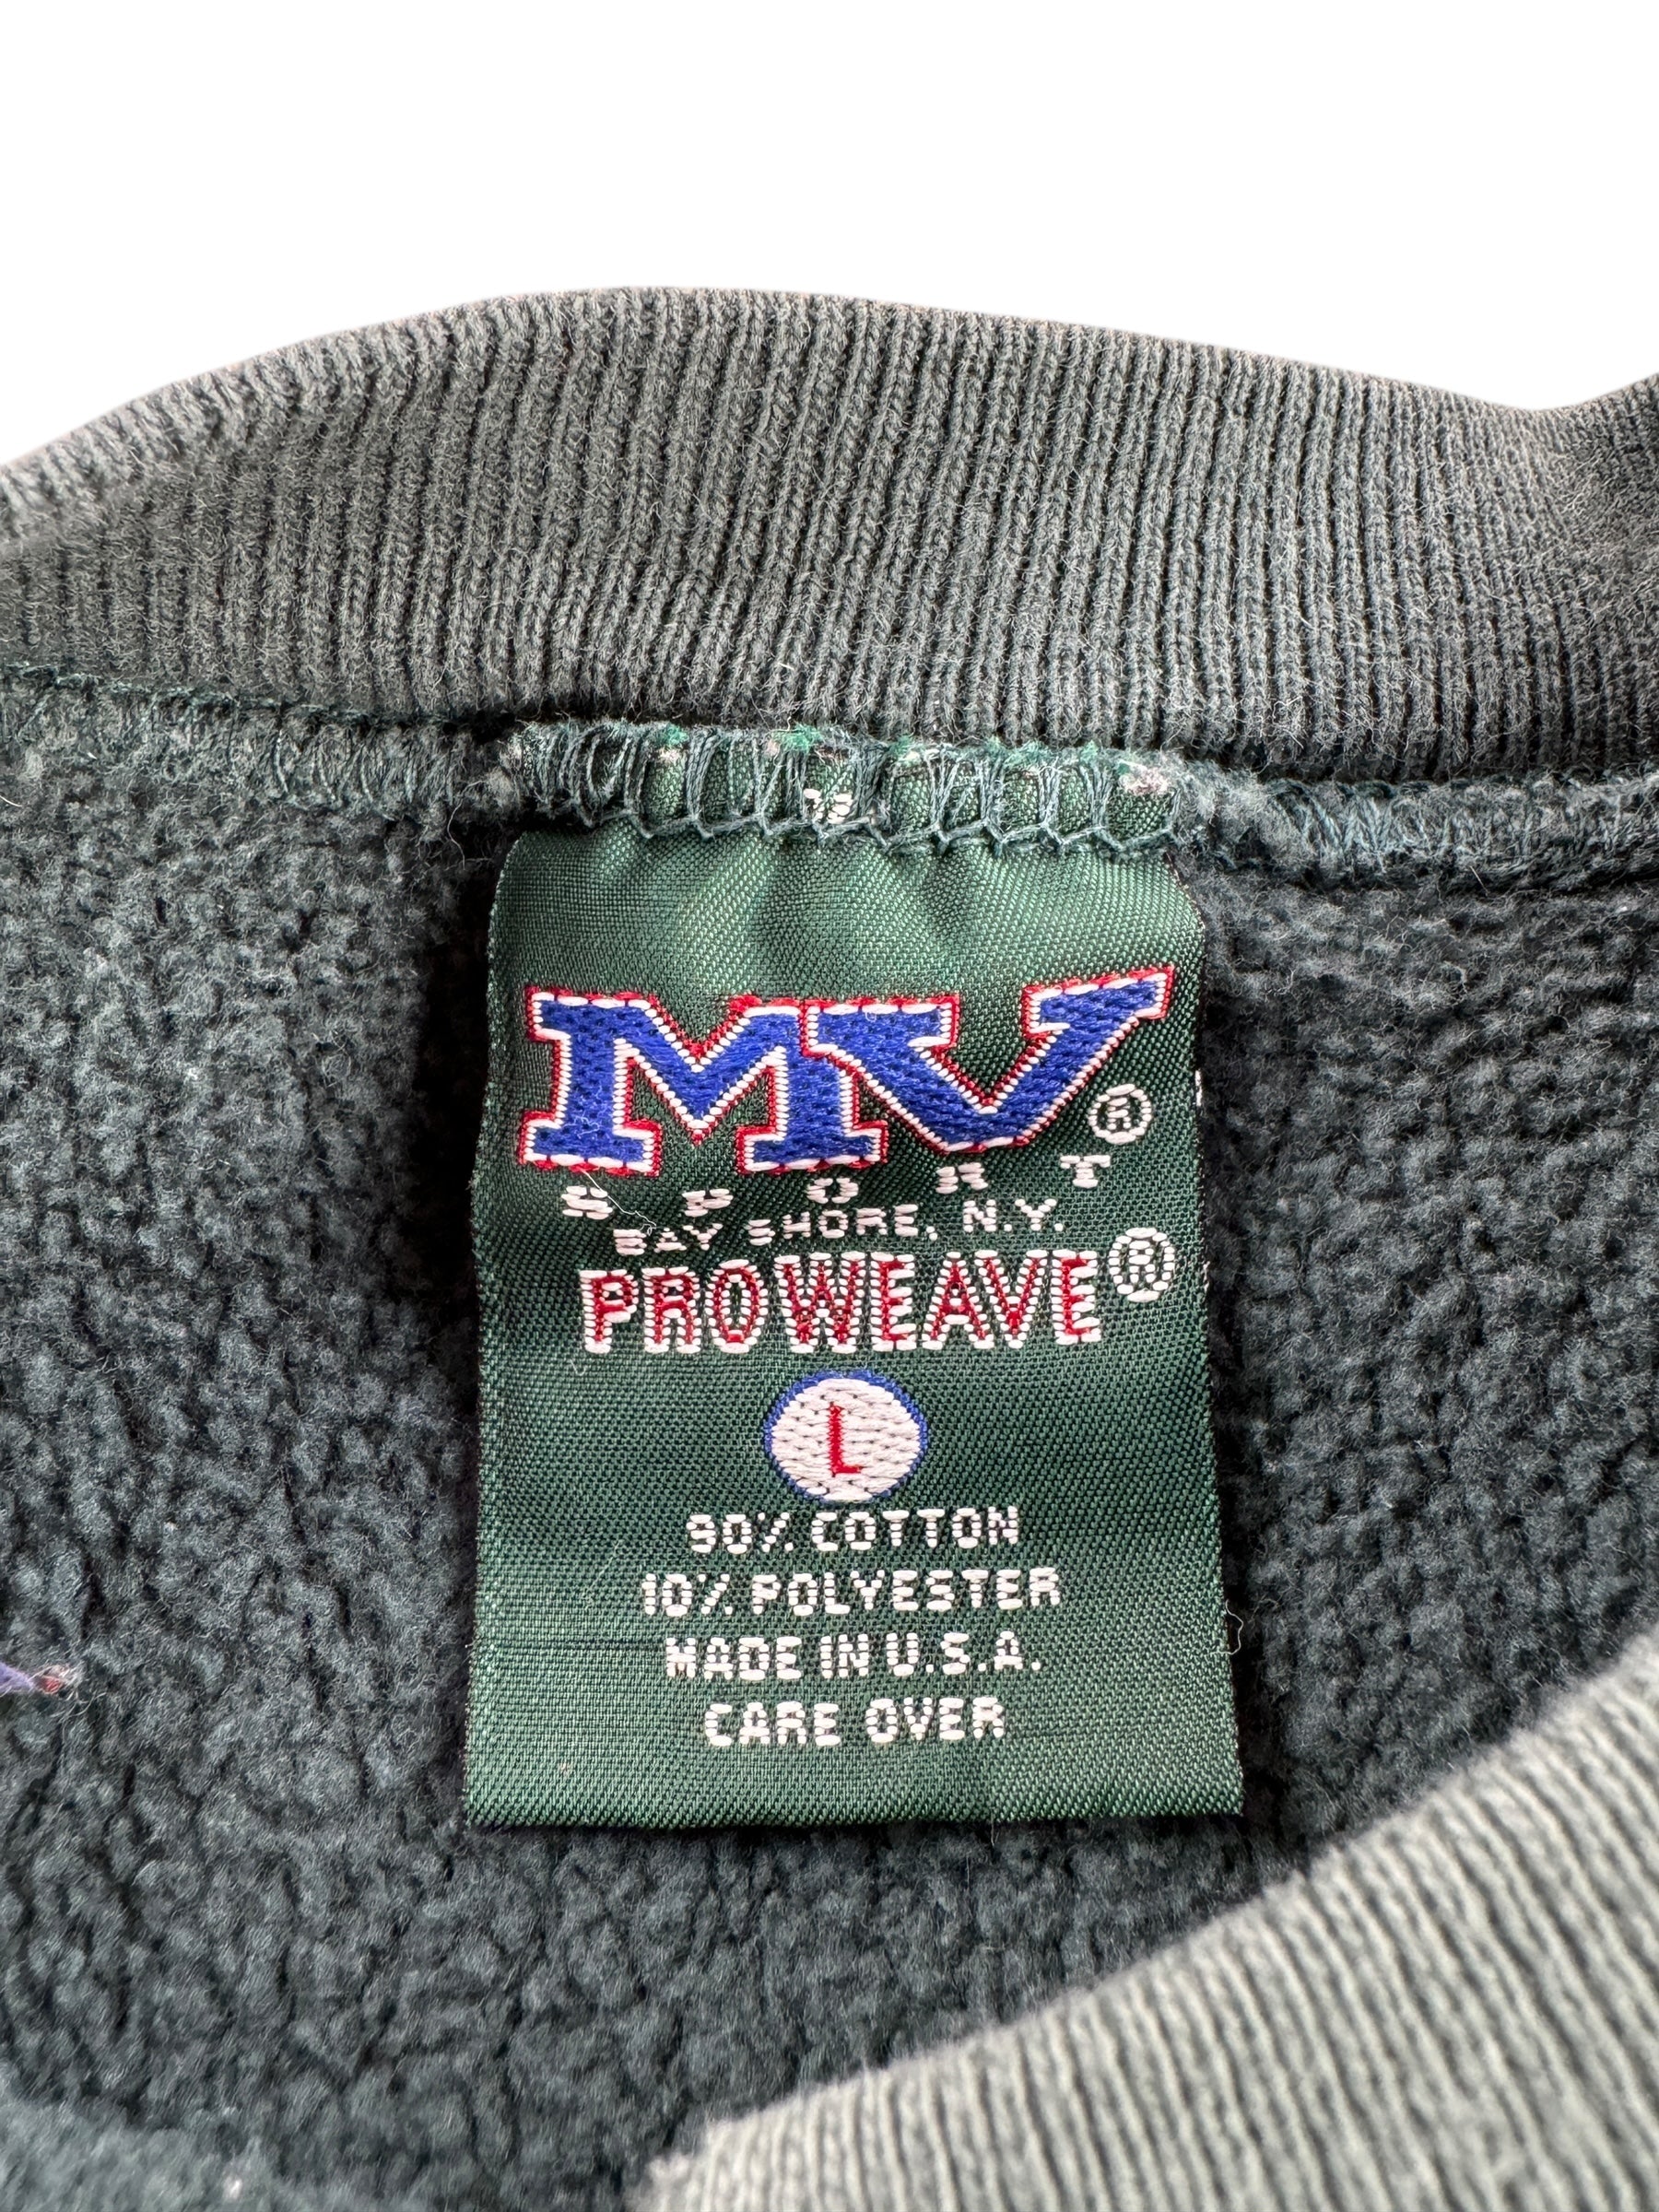 MV®
SPORT
BAY SHORE, N.Y.
PROWEAVE®
L
90% COTTON
10% POLYESTER
MADE IN U.S.A.
CARE OVER